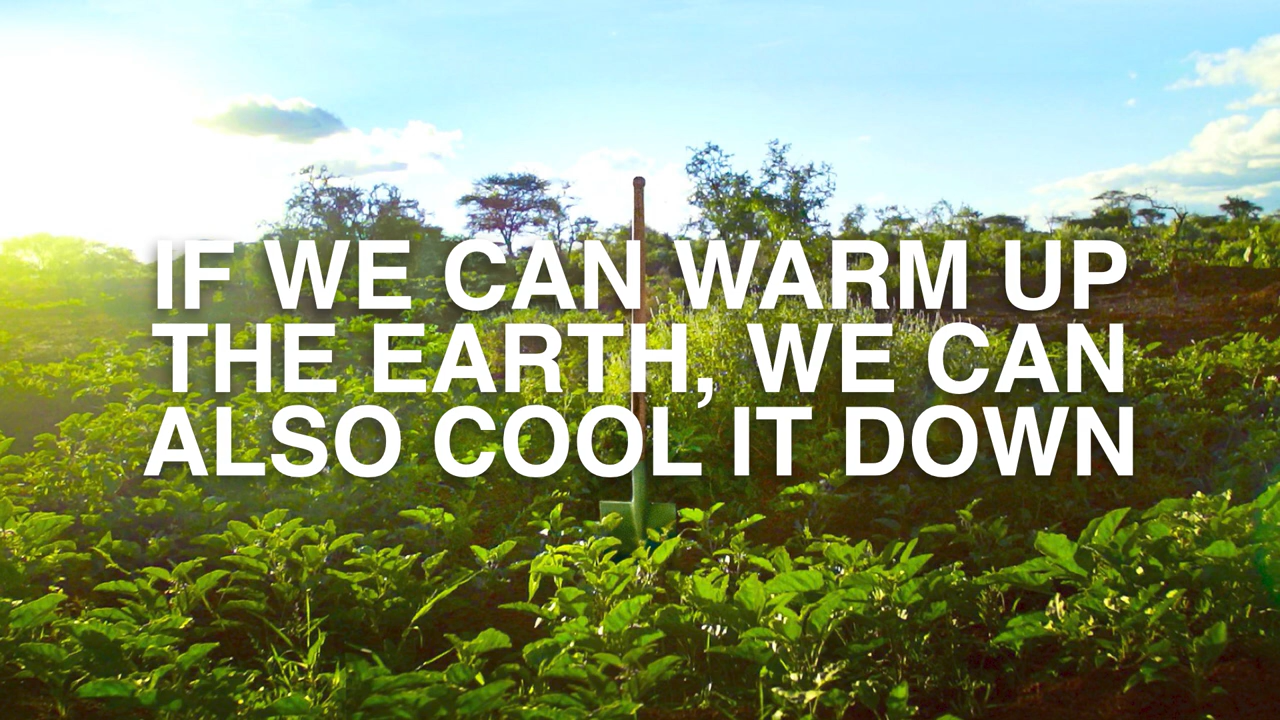 IF WE CAN WARM UP
THE EARTH, WE CAN
ALSO COOL IT DOWN